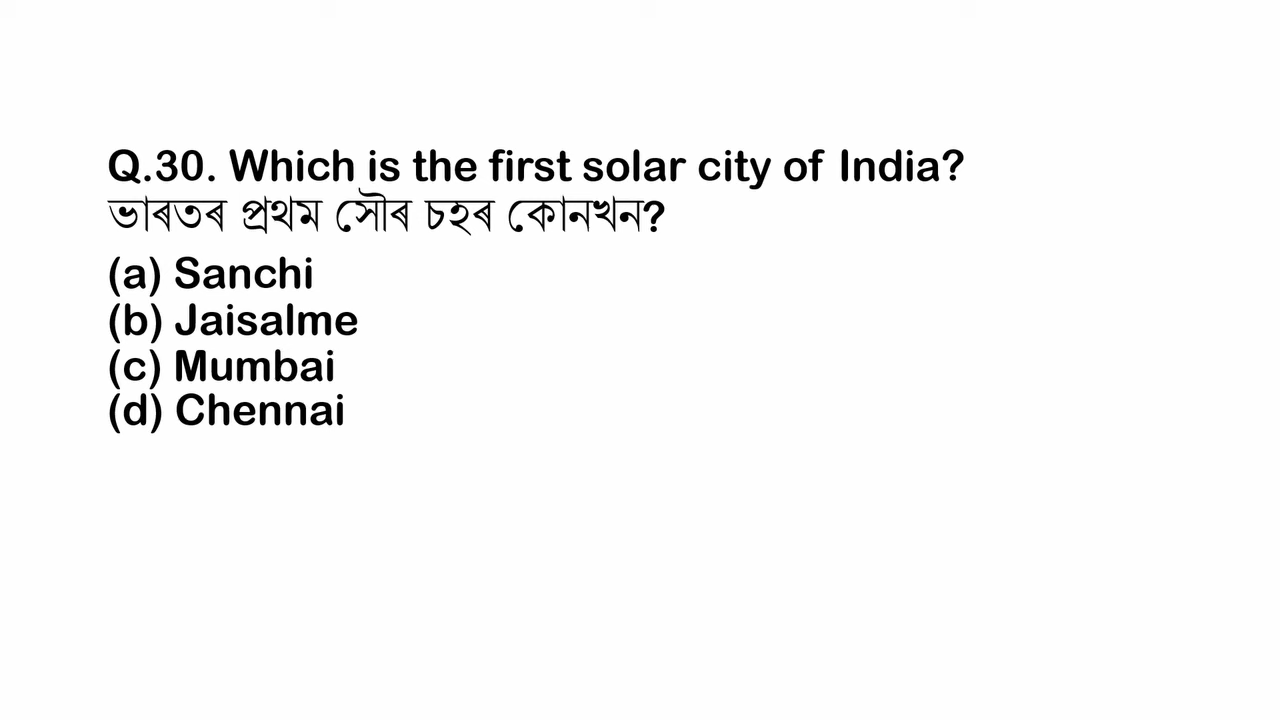 Q.30. Which is the first solar city of India?
ভাৰতৰ প্ৰথম সৌৰ চহৰ কোনখন?
(a) Sanchi
(b) Jaisalme
(c) Mumbai
(d) Chennai